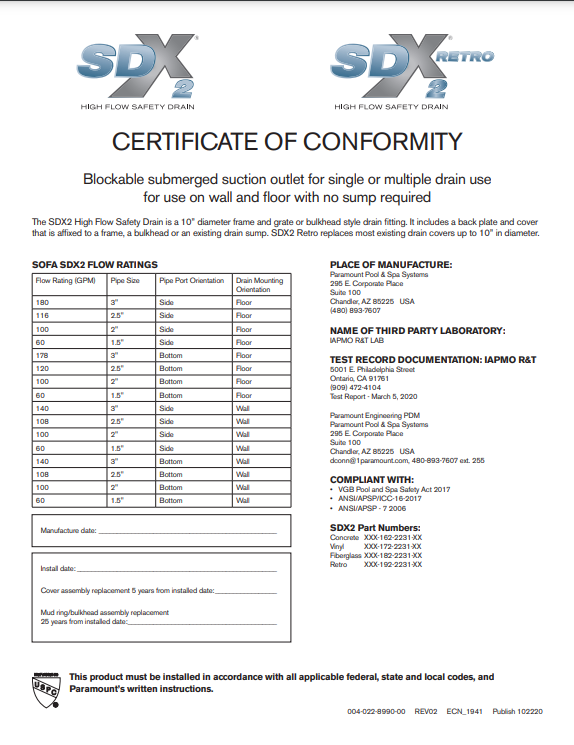 SDX2
HIGH FLOW SAFETY DRAIN
SDX2 RETRO
HIGH FLOW SAFETY DRAIN
CERTIFICATE OF CONFORMITY
Blockable submerged suction outlet for single or multiple drain use
for use on wall and floor with no sump required
The SDX2 High Flow Safety Drain is a 10" diameter frame and grate or bulkhead style drain fitting. It includes a back plate and cover
that is affixed to a frame, a bulkhead or an existing drain sump. SDX2 Retro replaces most existing drain covers up to 10" in diameter.
SOFA SDX2 FLOW RATINGS
Flow Rating (GPM) Pipe Size Pipe Port Orientation Drain Mounting
Orientation
180 3" Side Floor
116 2.5" Side Floor
100 2" Side Floor
60 1.5" Side Floor
178 3" Bottom Floor
120 2.5" Bottom Floor
100 2" Bottom Floor
60 1.5" Bottom Floor
140 3" Side Wall
108 2.5" Side Wall
100 2" Side Wall
60 1.5" Side Wall
140 3" Bottom Wall
108 2.5" Bottom Wall
100 2" Bottom Wall
60 1.5" Bottom Wall
Manufacture date:
Install date:
Cover assembly replacement 5 years from installed date:
Mud ring/bulkhead assembly replacement
25 years from installed date:
PLACE OF MANUFACTURE:
Paramount Pool & Spa Systems
295 E. Corporate Place
Suite 100
Chandler, AZ 85225 USA
(480) 893-7607
NAME OF THIRD PARTY LABORATORY:
IAPMO R&T LAB
TEST RECORD DOCUMENTATION: IAPMO R&T
5001 E. Philadelphia Street
Ontario, CA 91761
(909) 472-4104
Test Report - March 5, 2020
Paramount Engineering PDM
Paramount Pool & Spa Systems
295 E. Corporate Place
Suite 100
Chandler, AZ 85225 USA
dconn@1paramount.com, 480-893-7607 ext. 255
COMPLIANT WITH:
• VGB Pool and Spa Safety Act 2017
• ANSI/APSP/ICC-16-2017
• ANSI/APSP - 7 2006
SDX2 Part Numbers:
Concrete XXX-162-2231-XX
Vinyl XXX-172-2231-XX
Fiberglass XXX-182-2231-XX
Retro XXX-192-2231-XX
USPC
This product must be installed in accordance with all applicable federal, state and local codes, and
Paramount's written instructions.
004-022-8990-00 REV02 ECN_1941 Publish 102220